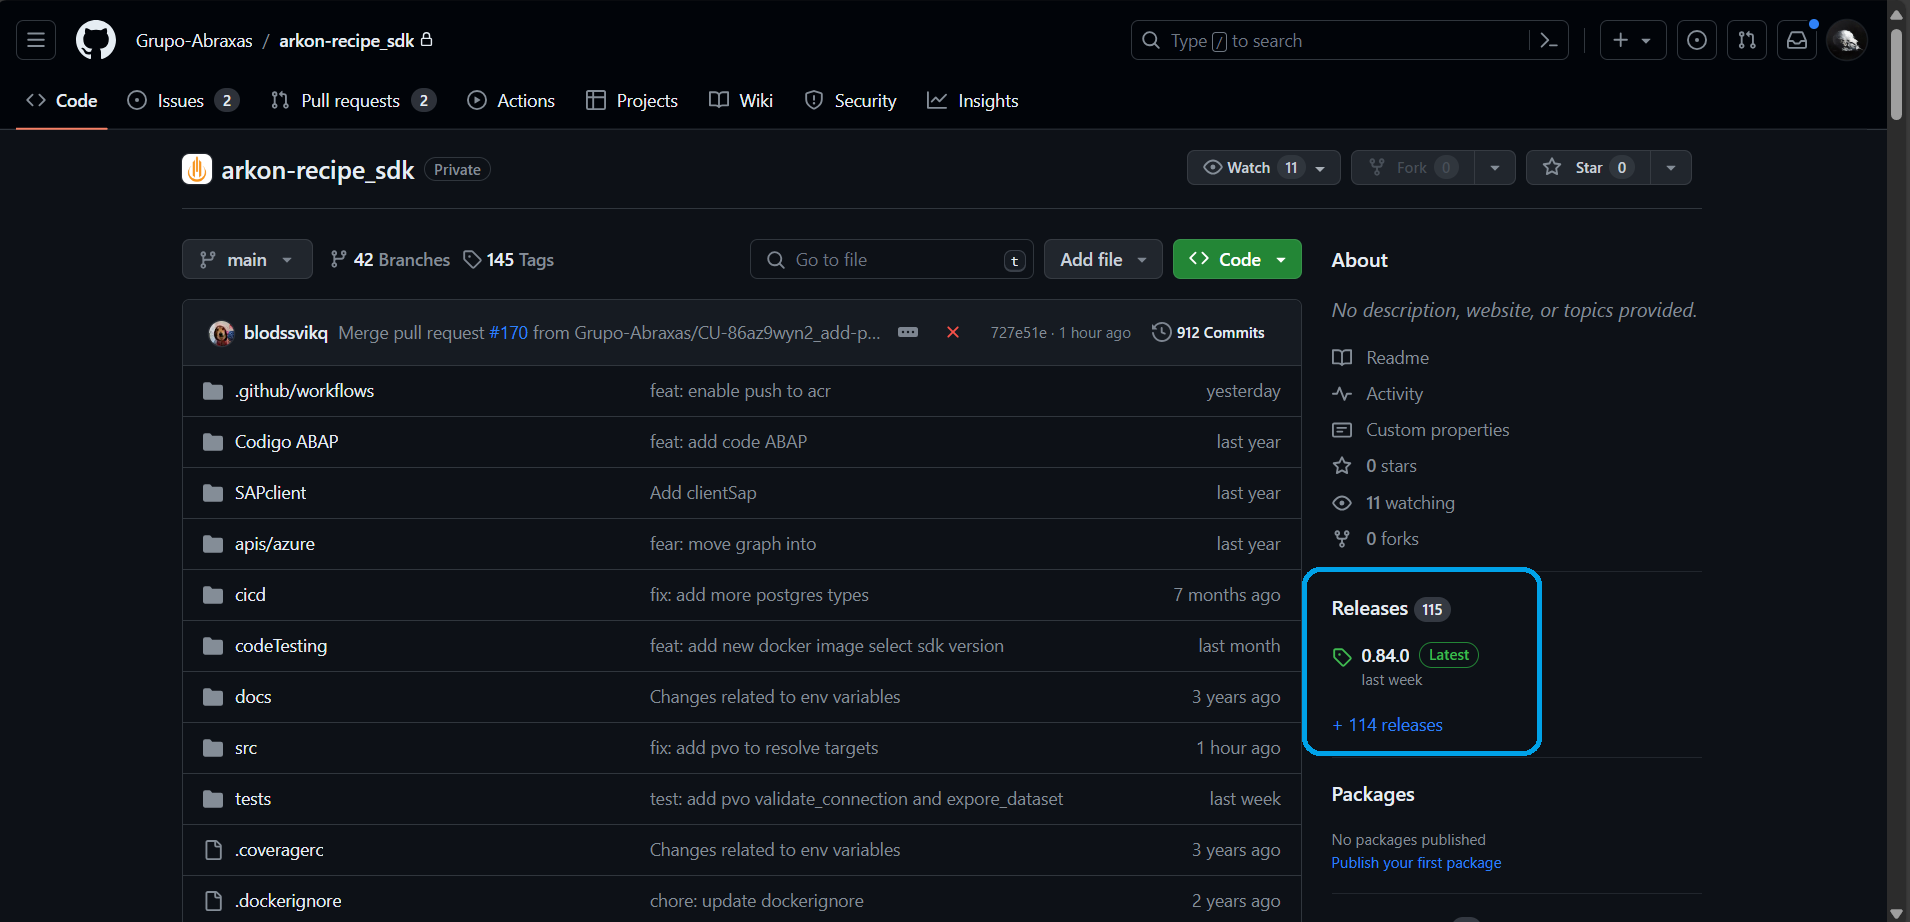 Grupo-Abraxas / arkon-recipe_sdk
Type / to search
Code
Issues 2
Pull requests 2
Actions
Projects
Wiki
Security
Insights
arkon-recipe_sdk Private
Watch 11
Fork 0
Star 0
main
42 Branches
145 Tags
Go to file t
Add file
Code
blodssvikq Merge pull request #170 from Grupo-Abraxas/CU-86az9wyn2_add-p... 727e51e · 1 hour ago 912 Commits
.github/workflows feat: enable push to acr yesterday
Codigo ABAP feat: add code ABAP last year
SAPclient Add clientSap last year
apis/azure fear: move graph into last year
cicd fix: add more postgres types 7 months ago
codeTesting feat: add new docker image select sdk version last month
docs Changes related to env variables 3 years ago
src fix: add pvo to resolve targets 1 hour ago
tests test: add pvo validate_connection and expore_dataset last week
.coveragerc Changes related to env variables 3 years ago
.dockerignore chore: update dockerignore 2 years ago
About
No description, website, or topics provided.
Readme
Activity
Custom properties
0 stars
11 watching
0 forks
Releases 115
0.84.0 Latest
last week
+ 114 releases
Packages
No packages published
Publish your first package